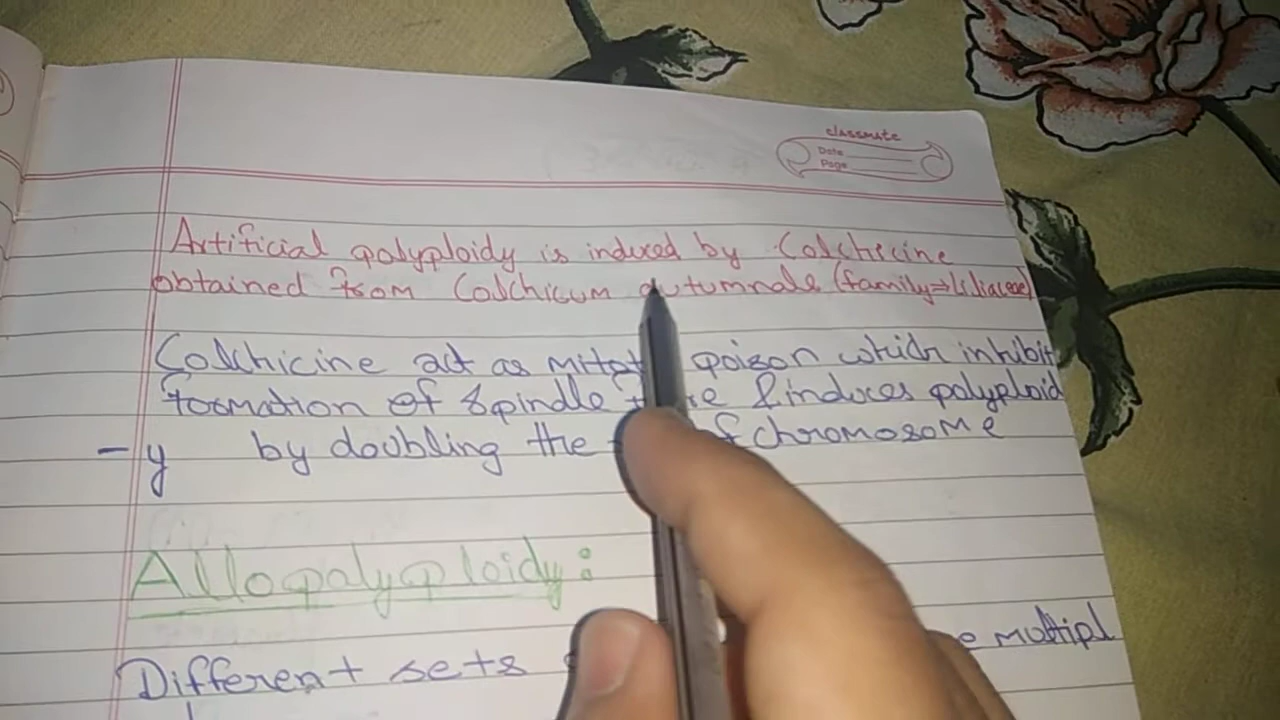 classmate
Date
Page
Artificial polyploidy is induced by Colchicine
obtained from Colchicum autumnale (family⇒Liliaceae)
Colchicine act as poison which inhibit
formation of spindle & induces polyploid
- y by doubling the of chromosome
Allopolyploidy:
Different sets multipl